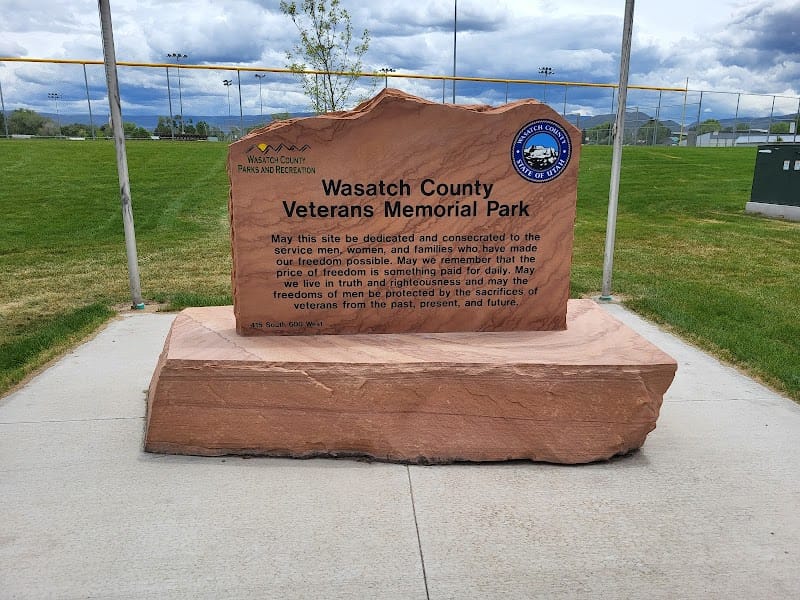 WASATCH COUNTY
PARKS AND RECREATION
WASATCH COUNTY
STATE OF UTAH
Wasatch County
Veterans Memorial Park
May this site be dedicated and consecrated to the
service men, women, and families who have made
our freedom possible. May we remember that the
price of freedom is something paid for daily. May
we live in truth and righteousness and may the
freedoms of men be protected by the sacrifices of
veterans from the past, present, and future.
415 South 600 West